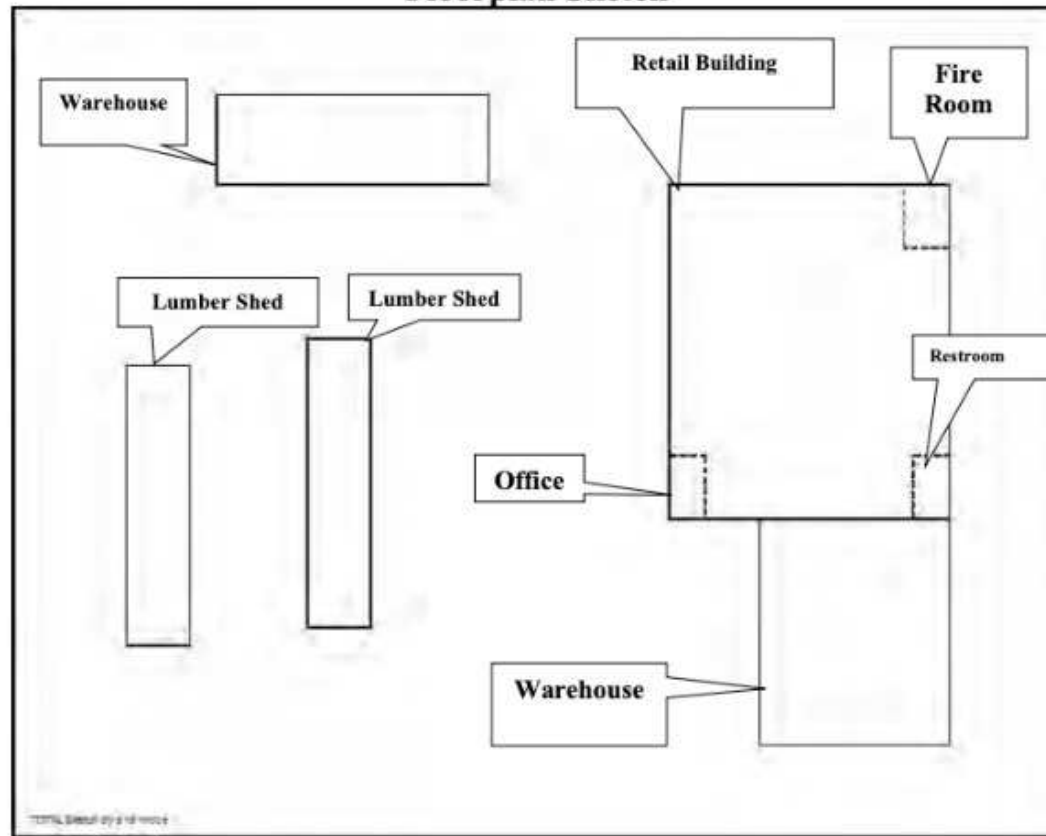 Warehouse
Retail Building
Fire
Room
Lumber Shed
Lumber Shed
Restroom
Office
Warehouse